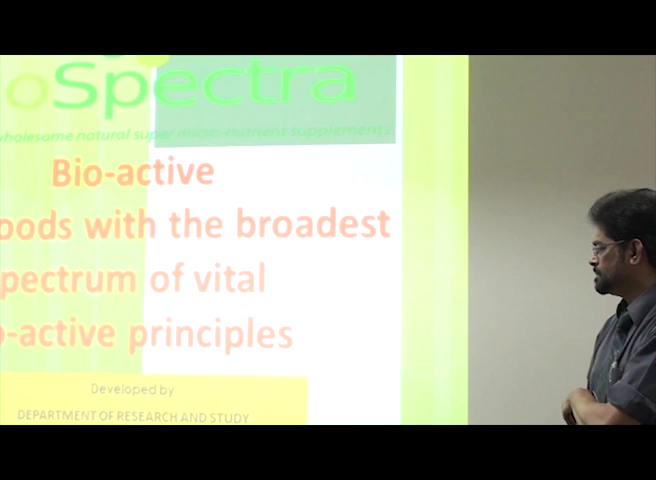 oSpectra
wholesome natural super micro-nutrient supplements
Bio-active
oods with the broadest
pectrum of vital
-active principles
Developed by
DEPARTMENT OF RESEARCH AND STUDY